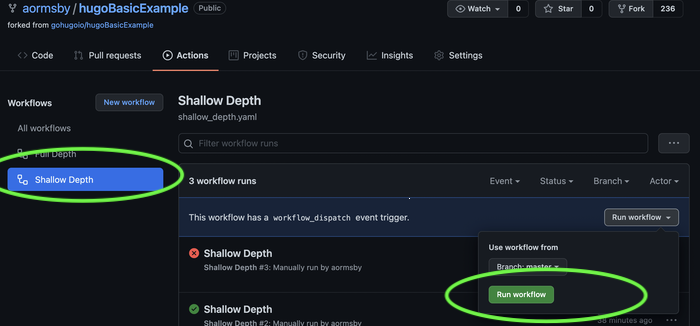 aormsby/hugoBasicExample Public
Watch 0 Star 0 Fork 236
forked from gohugoio/hugoBasicExample
Code Pull requests Actions Projects Security Insights Settings
Workflows New workflow
Shallow Depth
shallow_depth.yaml
All workflows
Filter workflow runs
Full Depth
Shallow Depth
3 workflow runs Event Status Branch Actor
This workflow has a workflow_dispatch event trigger. Run workflow
Use workflow from
Shallow Depth
Branch: master
Shallow Depth #3: Manually run by aormsby
Run workflow
Shallow Depth
Shallow Depth #2: Manually run by aormsby
38 minutes ago